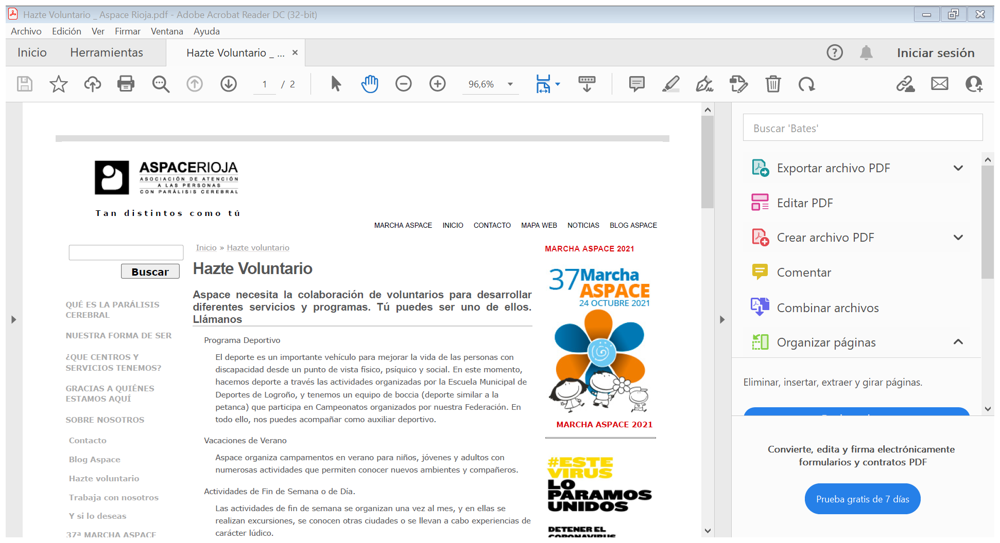 Hazte Voluntario _ Aspace Rioja.pdf - Adobe Acrobat Reader DC (32-bit)
Archivo Edición Ver Firmar Ventana Ayuda
Inicio Herramientas Hazte Voluntario _ ... × Iniciar sesión
1 / 2 96,6%
ASPACERIOJA
ASOCIACIÓN DE ATENCIÓN
A LAS PERSONAS
CON PARÁLISIS CEREBRAL
Tan distintos como tú
MARCHA ASPACE INICIO CONTACTO MAPA WEB NOTICIAS BLOG ASPACE
Buscar
QUÉ ES LA PARÁLISIS
CEREBRAL
NUESTRA FORMA DE SER
¿QUE CENTROS Y
SERVICIOS TENEMOS?
GRACIAS A QUIÉNES
ESTAMOS AQUÍ
SOBRE NOSOTROS
Contacto
Blog Aspace
Hazte voluntario
Trabaja con nosotros
Y si lo deseas
37ª MARCHA ASPACE
Inicio » Hazte voluntario
Hazte Voluntario
Aspace necesita la colaboración de voluntarios para desarrollar
diferentes servicios y programas. Tú puedes ser uno de ellos.
Llámanos
Programa Deportivo
El deporte es un importante vehículo para mejorar la vida de las personas con
discapacidad desde un punto de vista físico, psíquico y social. En este momento,
hacemos deporte a través las actividades organizadas por la Escuela Municipal de
Deportes de Logroño, y tenemos un equipo de boccia (deporte similar a la
petanca) que participa en Campeonatos organizados por nuestra Federación. En
todo ello, nos puedes acompañar como auxiliar deportivo.
Vacaciones de Verano
Aspace organiza campamentos en verano para niños, jóvenes y adultos con
numerosas actividades que permiten conocer nuevos ambientes y compañeros.
Actividades de Fin de Semana o de Día.
Las actividades de fin de semana se organizan una vez al mes, y en ellas se
realizan excursiones, se conocen otras ciudades o se llevan a cabo experiencias de
carácter lúdico.
MARCHA ASPACE 2021
37 Marcha
ASPACE
24 OCTUBRE 2021
MARCHA ASPACE 2021
#ESTE
VIRUS
LO
PARAMOS
UNIDOS
DETENER EL
CORONAVIRUS
Buscar 'Bates'
Exportar archivo PDF
Editar PDF
Crear archivo PDF
Comentar
Combinar archivos
Organizar páginas
Eliminar, insertar, extraer y girar páginas.
Convierte, edita y firma electrónicamente
formularios y contratos PDF
Prueba gratis de 7 días